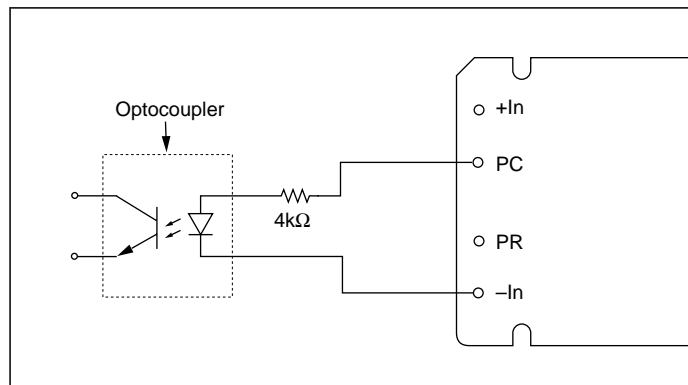 Optocoupler
4kΩ
+In
PC
PR
–In